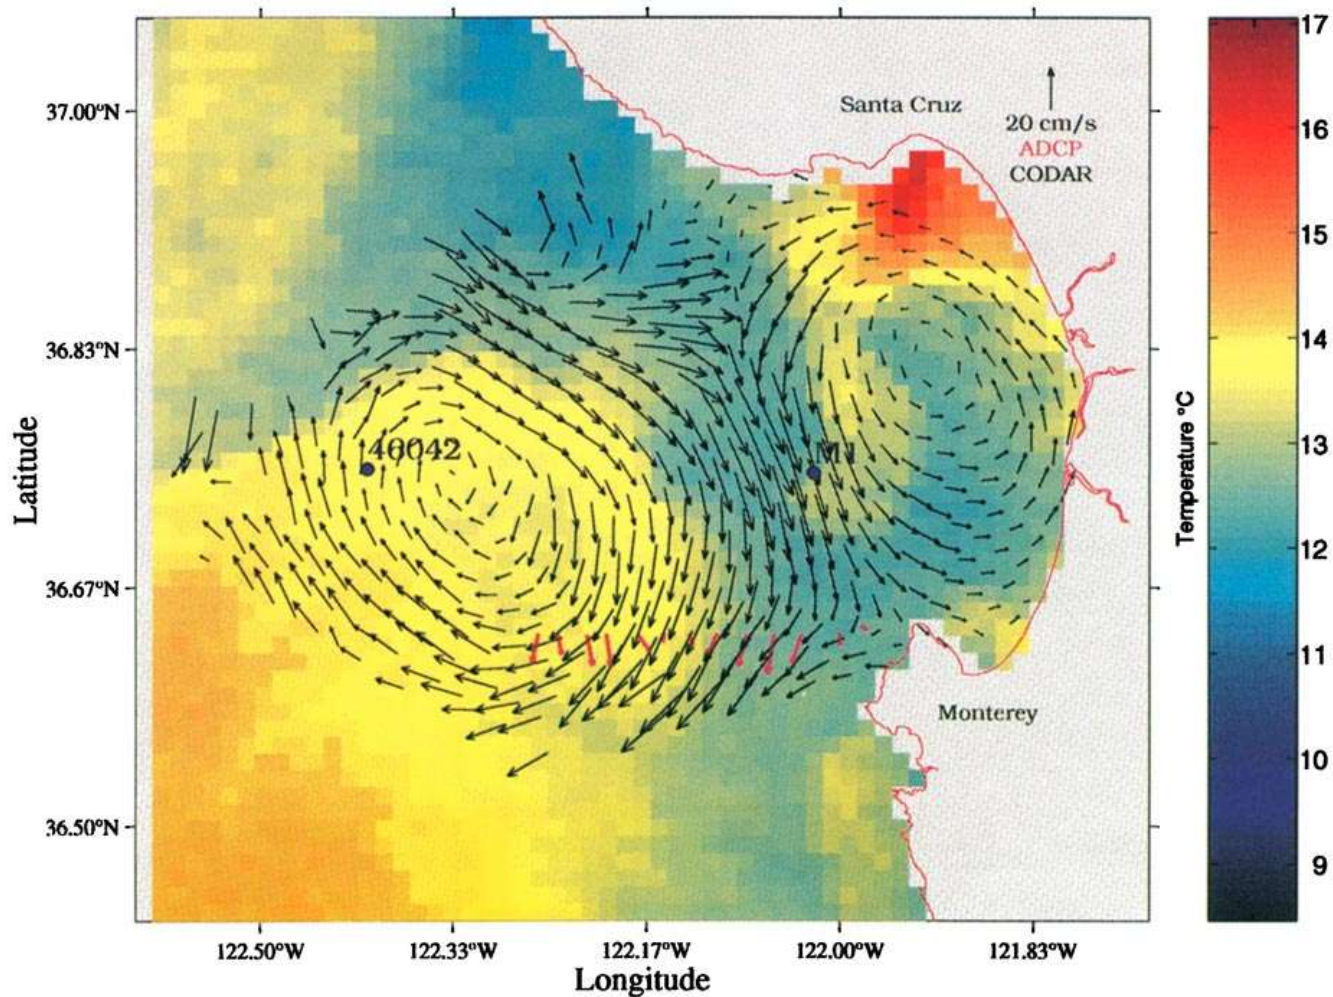 17
Santa Cruz
37.00°N
20 cm/s
16
ADCP
CODAR
15
36.83°N
14
46042
M1
13
Latitude
Temperature °C
12
36.67°N
11
Monterey
10
36.50°N
9
122.50°W 122.33°W 122.17°W 122.00°W 121.83°W
Longitude